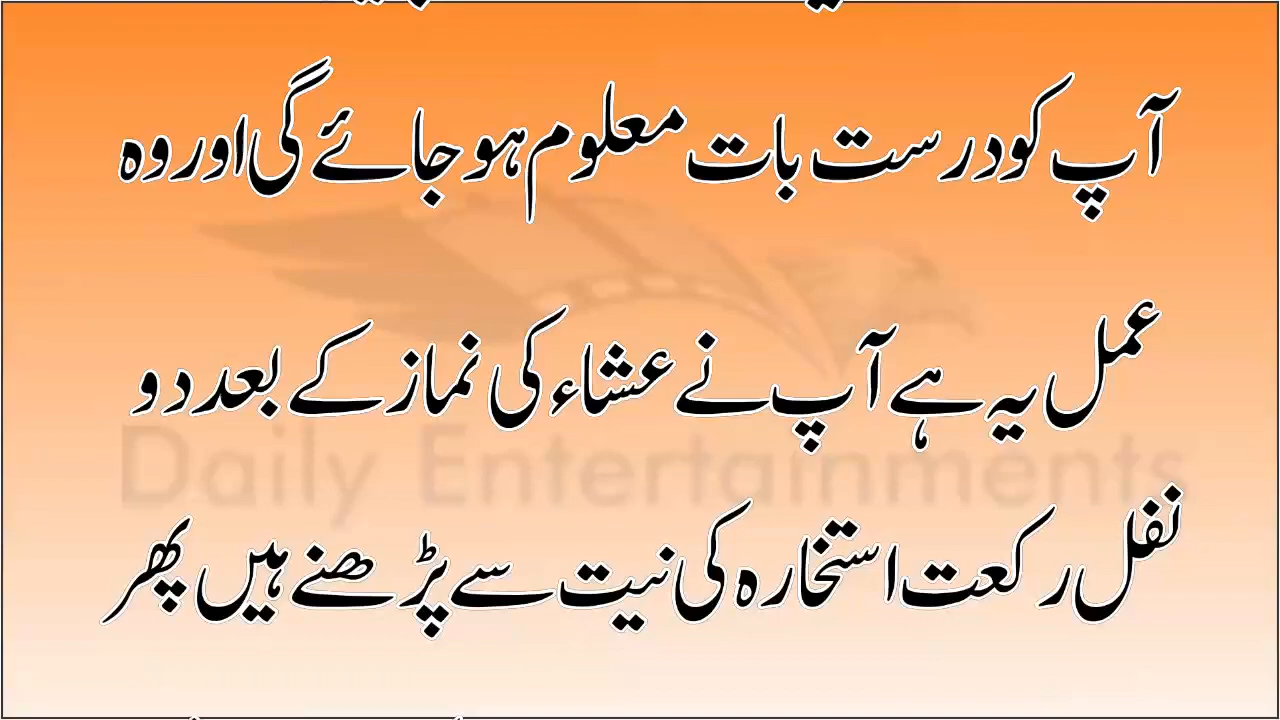 آپ کو درست بات معلوم ہو جائے گی اور وہ
عمل یہ ہے آپ نے عشاء کی نماز کے بعد دو
Daily Entertainments
نفل رکعت استخارہ کی نیت سے پڑھنے ہیں پھر